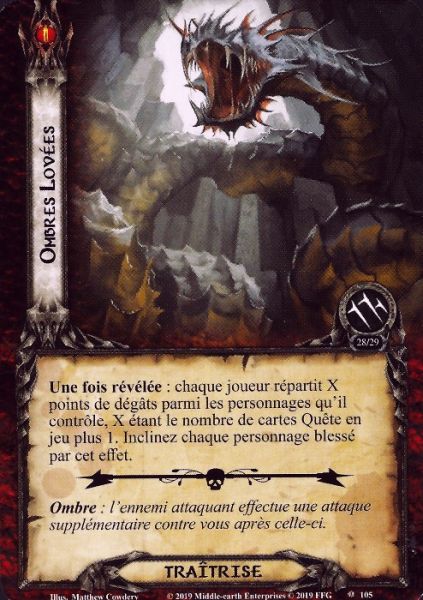 OMBRES LOVÉES
28/29
Une fois révélée : chaque joueur répartit X
points de dégâts parmi les personnages qu'il
contrôle, X étant le nombre de cartes Quête en
jeu plus 1. Inclinez chaque personnage blessé
par cet effet.
Ombre : l'ennemi attaquant effectue une attaque
supplémentaire contre vous après celle-ci.
TRAÎTRISE
Illus. Matthew Cowdery © 2019 Middle-earth Enterprises © 2019 FFG 105